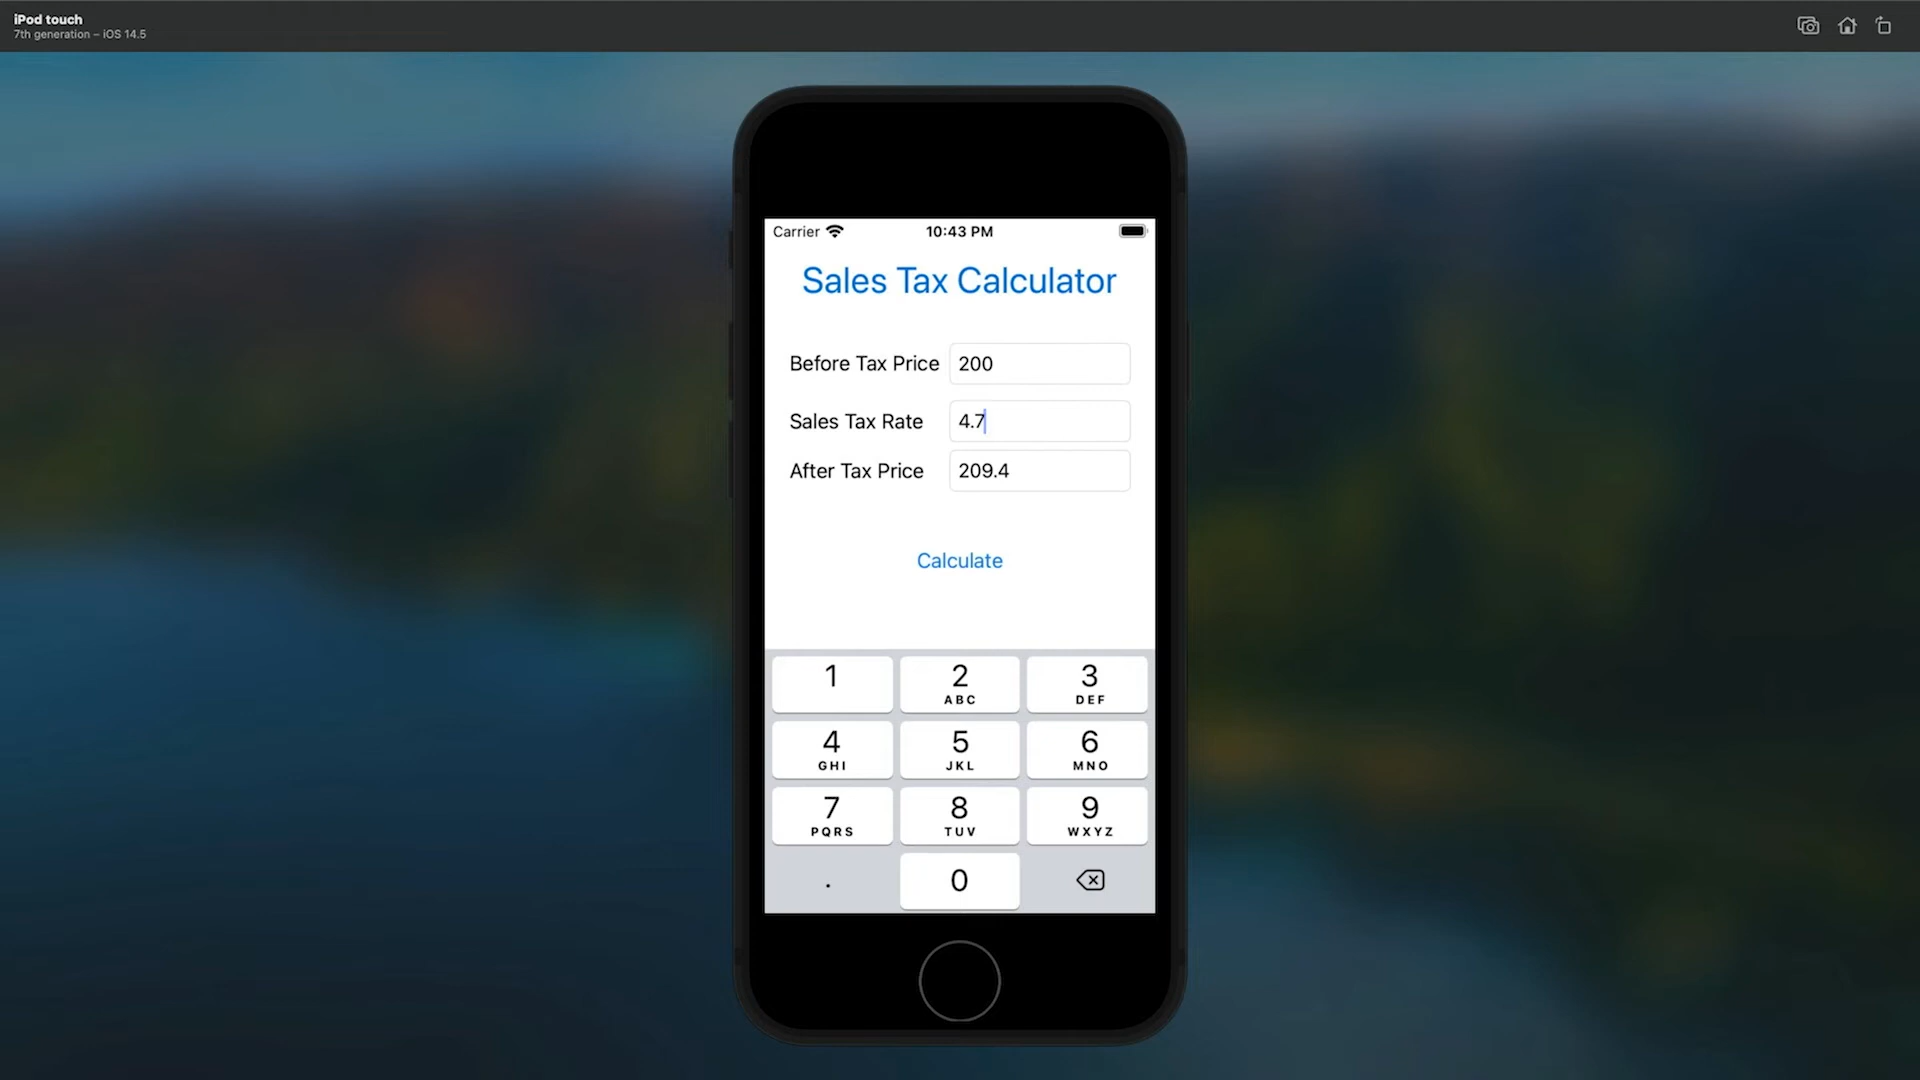 iPod touch
7th generation – iOS 14.5
Carrier 10:43 PM
Sales Tax Calculator
Before Tax Price 200
Sales Tax Rate 4.7
After Tax Price 209.4
Calculate
1 2 3
ABC DEF
4 5 6
GHI JKL MNO
7 8 9
PQRS TUV WXYZ
. 0